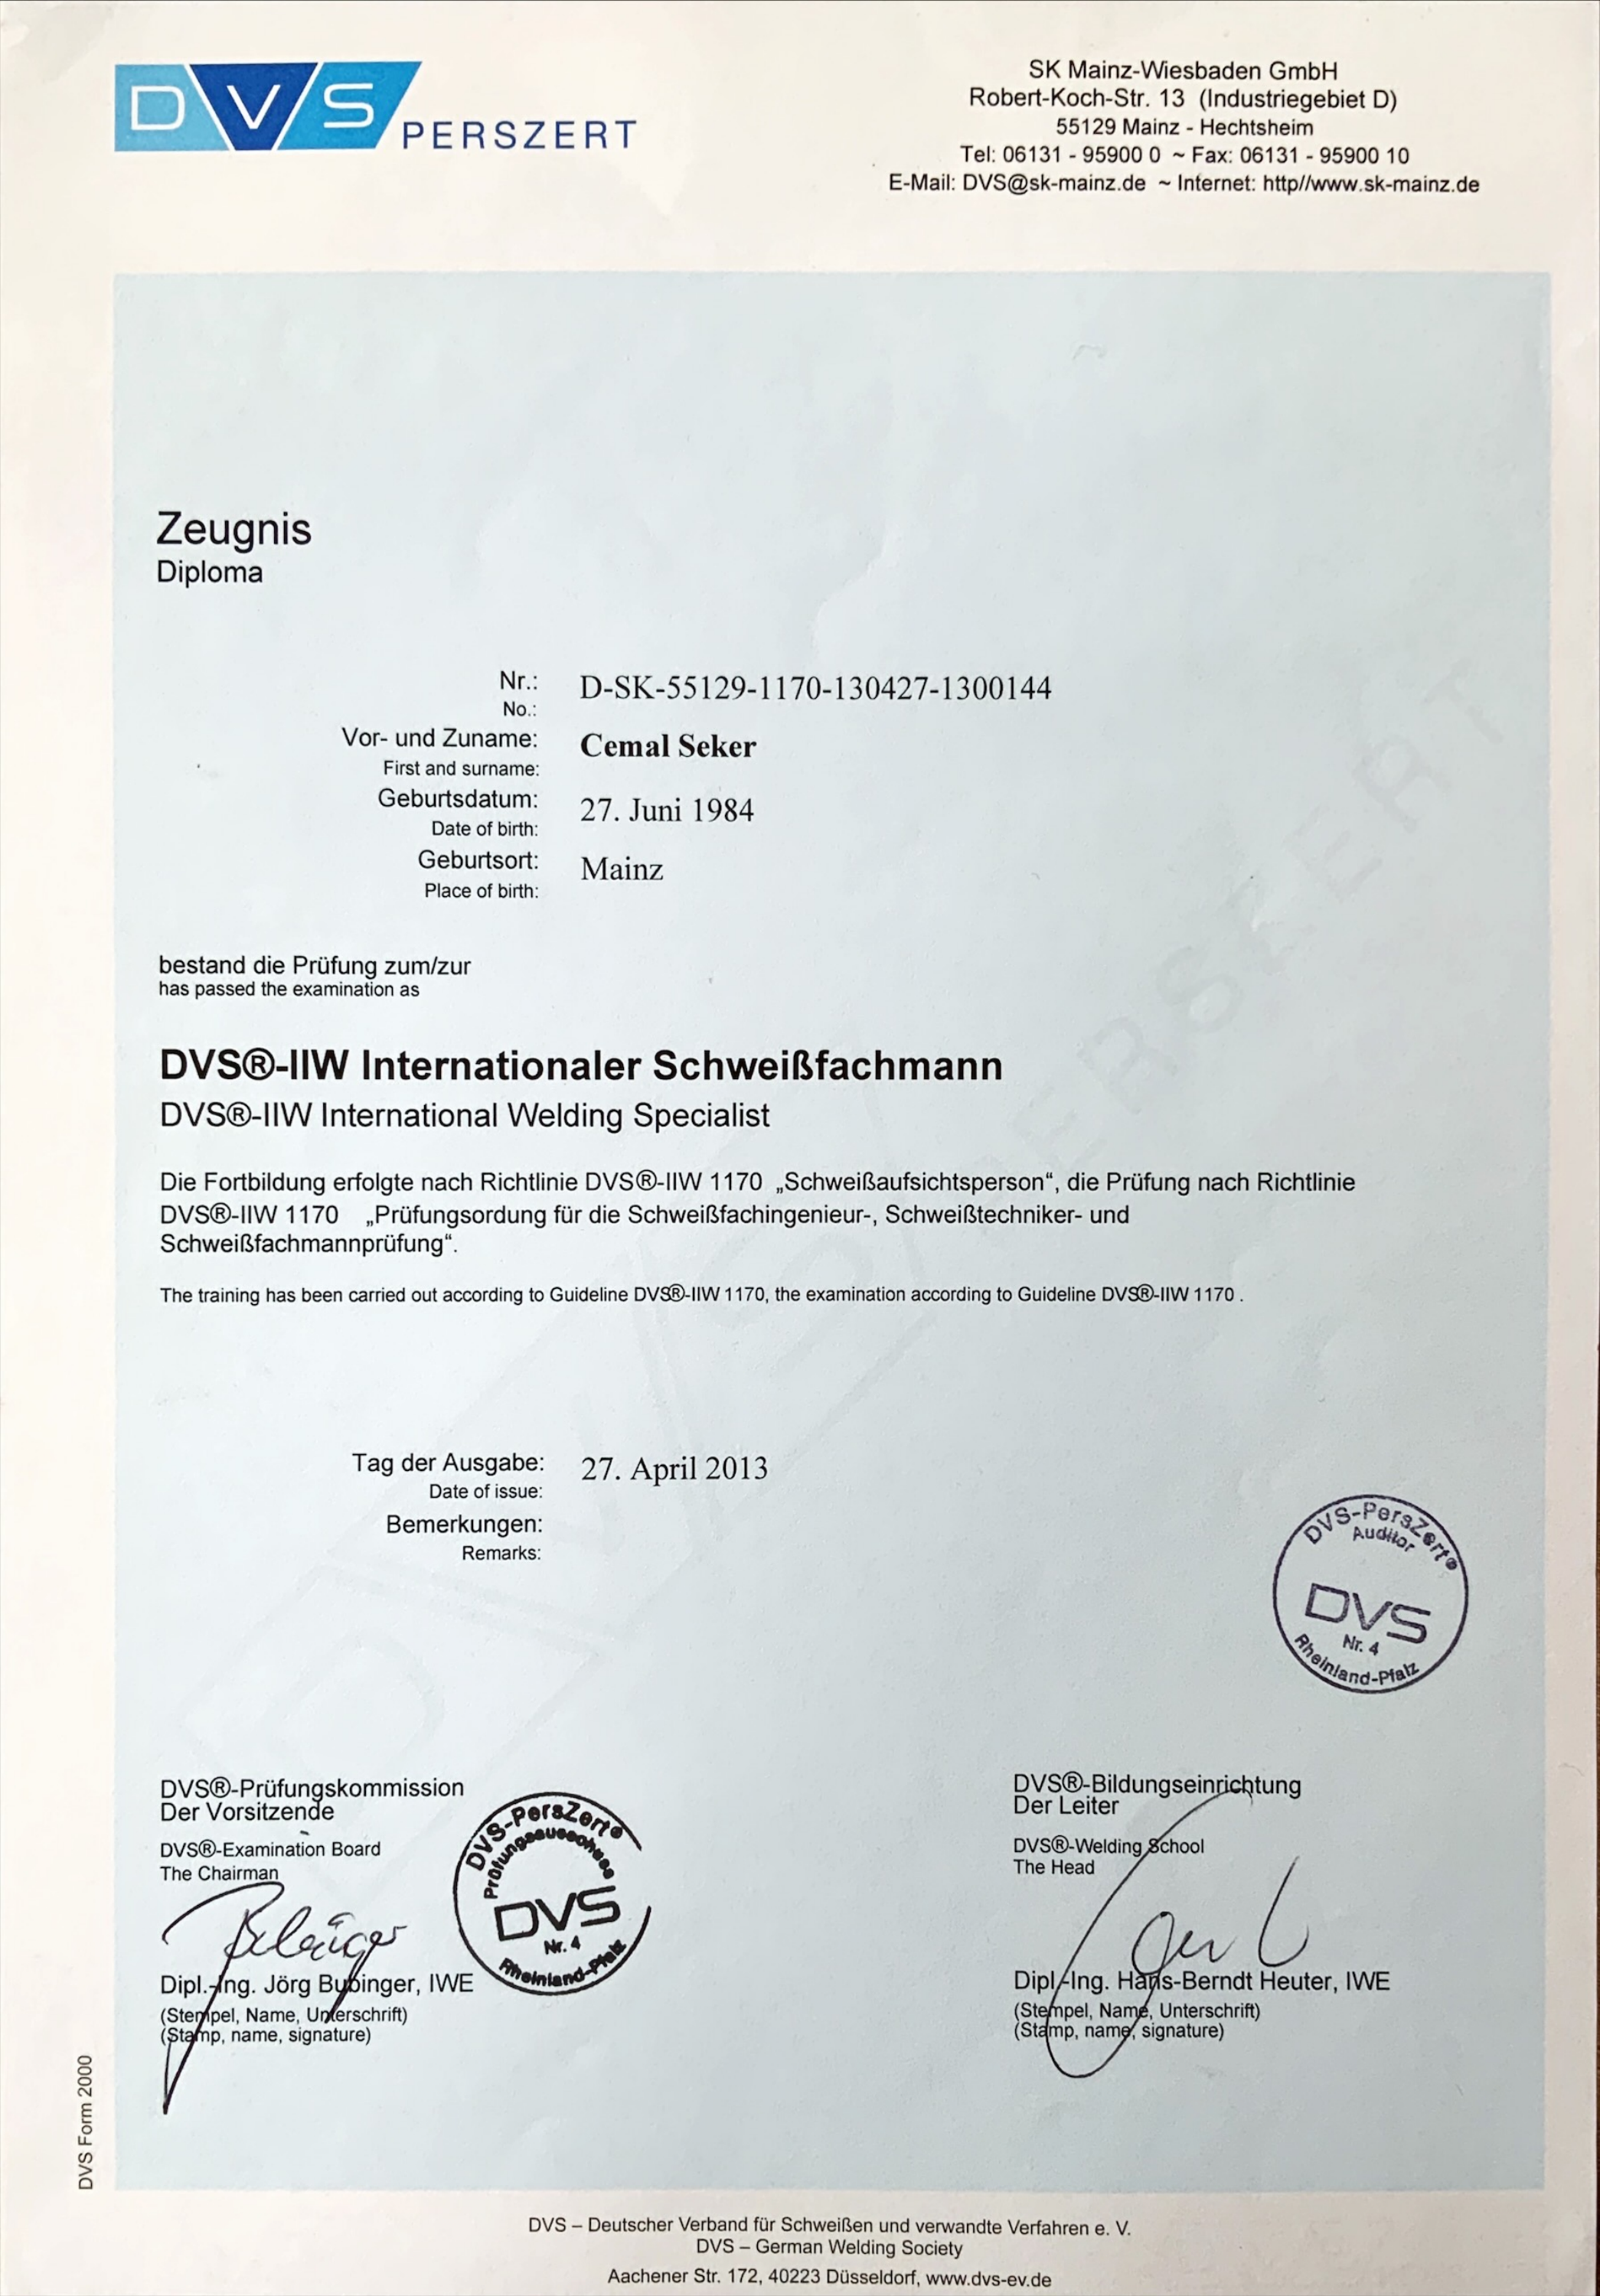 DVS PERSZERT
SK Mainz-Wiesbaden GmbH
Robert-Koch-Str. 13 (Industriegebiet D)
55129 Mainz - Hechtsheim
Tel: 06131 - 95900 0 ~ Fax: 06131 - 95900 10
E-Mail: DVS@sk-mainz.de ~ Internet: http//www.sk-mainz.de
Zeugnis
Diploma
Nr.: D-SK-55129-1170-130427-1300144
No.:
Vor- und Zuname: Cemal Seker
First and surname:
Geburtsdatum: 27. Juni 1984
Date of birth:
Geburtsort: Mainz
Place of birth:
bestand die Prüfung zum/zur
has passed the examination as
DVS®-IIW Internationaler Schweißfachmann
DVS®-IIW International Welding Specialist
Die Fortbildung erfolgte nach Richtlinie DVS®-IIW 1170 „Schweißaufsichtsperson“, die Prüfung nach Richtlinie
DVS®-IIW 1170 „Prüfungsordung für die Schweißfachingenieur-, Schweißtechniker- und
Schweißfachmannprüfung“.
The training has been carried out according to Guideline DVS®-IIW 1170, the examination according to Guideline DVS®-IIW 1170 .
Tag der Ausgabe: 27. April 2013
Date of issue:
Bemerkungen:
Remarks:
DVS-PersZert®
Auditor
DVS
Nr. 4
Rheinland-Pfalz
DVS®-Prüfungskommission
Der Vorsitzende
DVS®-Examination Board
The Chairman
DVS-PersZert®
Prüfungsausschuss
DVS
Nr. 4
Rheinland-Pfalz
Dipl.-Ing. Jörg Bubinger, IWE
(Stempel, Name, Unterschrift)
(Stamp, name, signature)
DVS®-Bildungseinrichtung
Der Leiter
DVS®-Welding School
The Head
Dipl-Ing. Hans-Berndt Heuter, IWE
(Stempel, Name, Unterschrift)
(Stamp, name, signature)
DVS Form 2000
DVS – Deutscher Verband für Schweißen und verwandte Verfahren e. V.
DVS – German Welding Society
Aachener Str. 172, 40223 Düsseldorf, www.dvs-ev.de
DVS PERSZERT